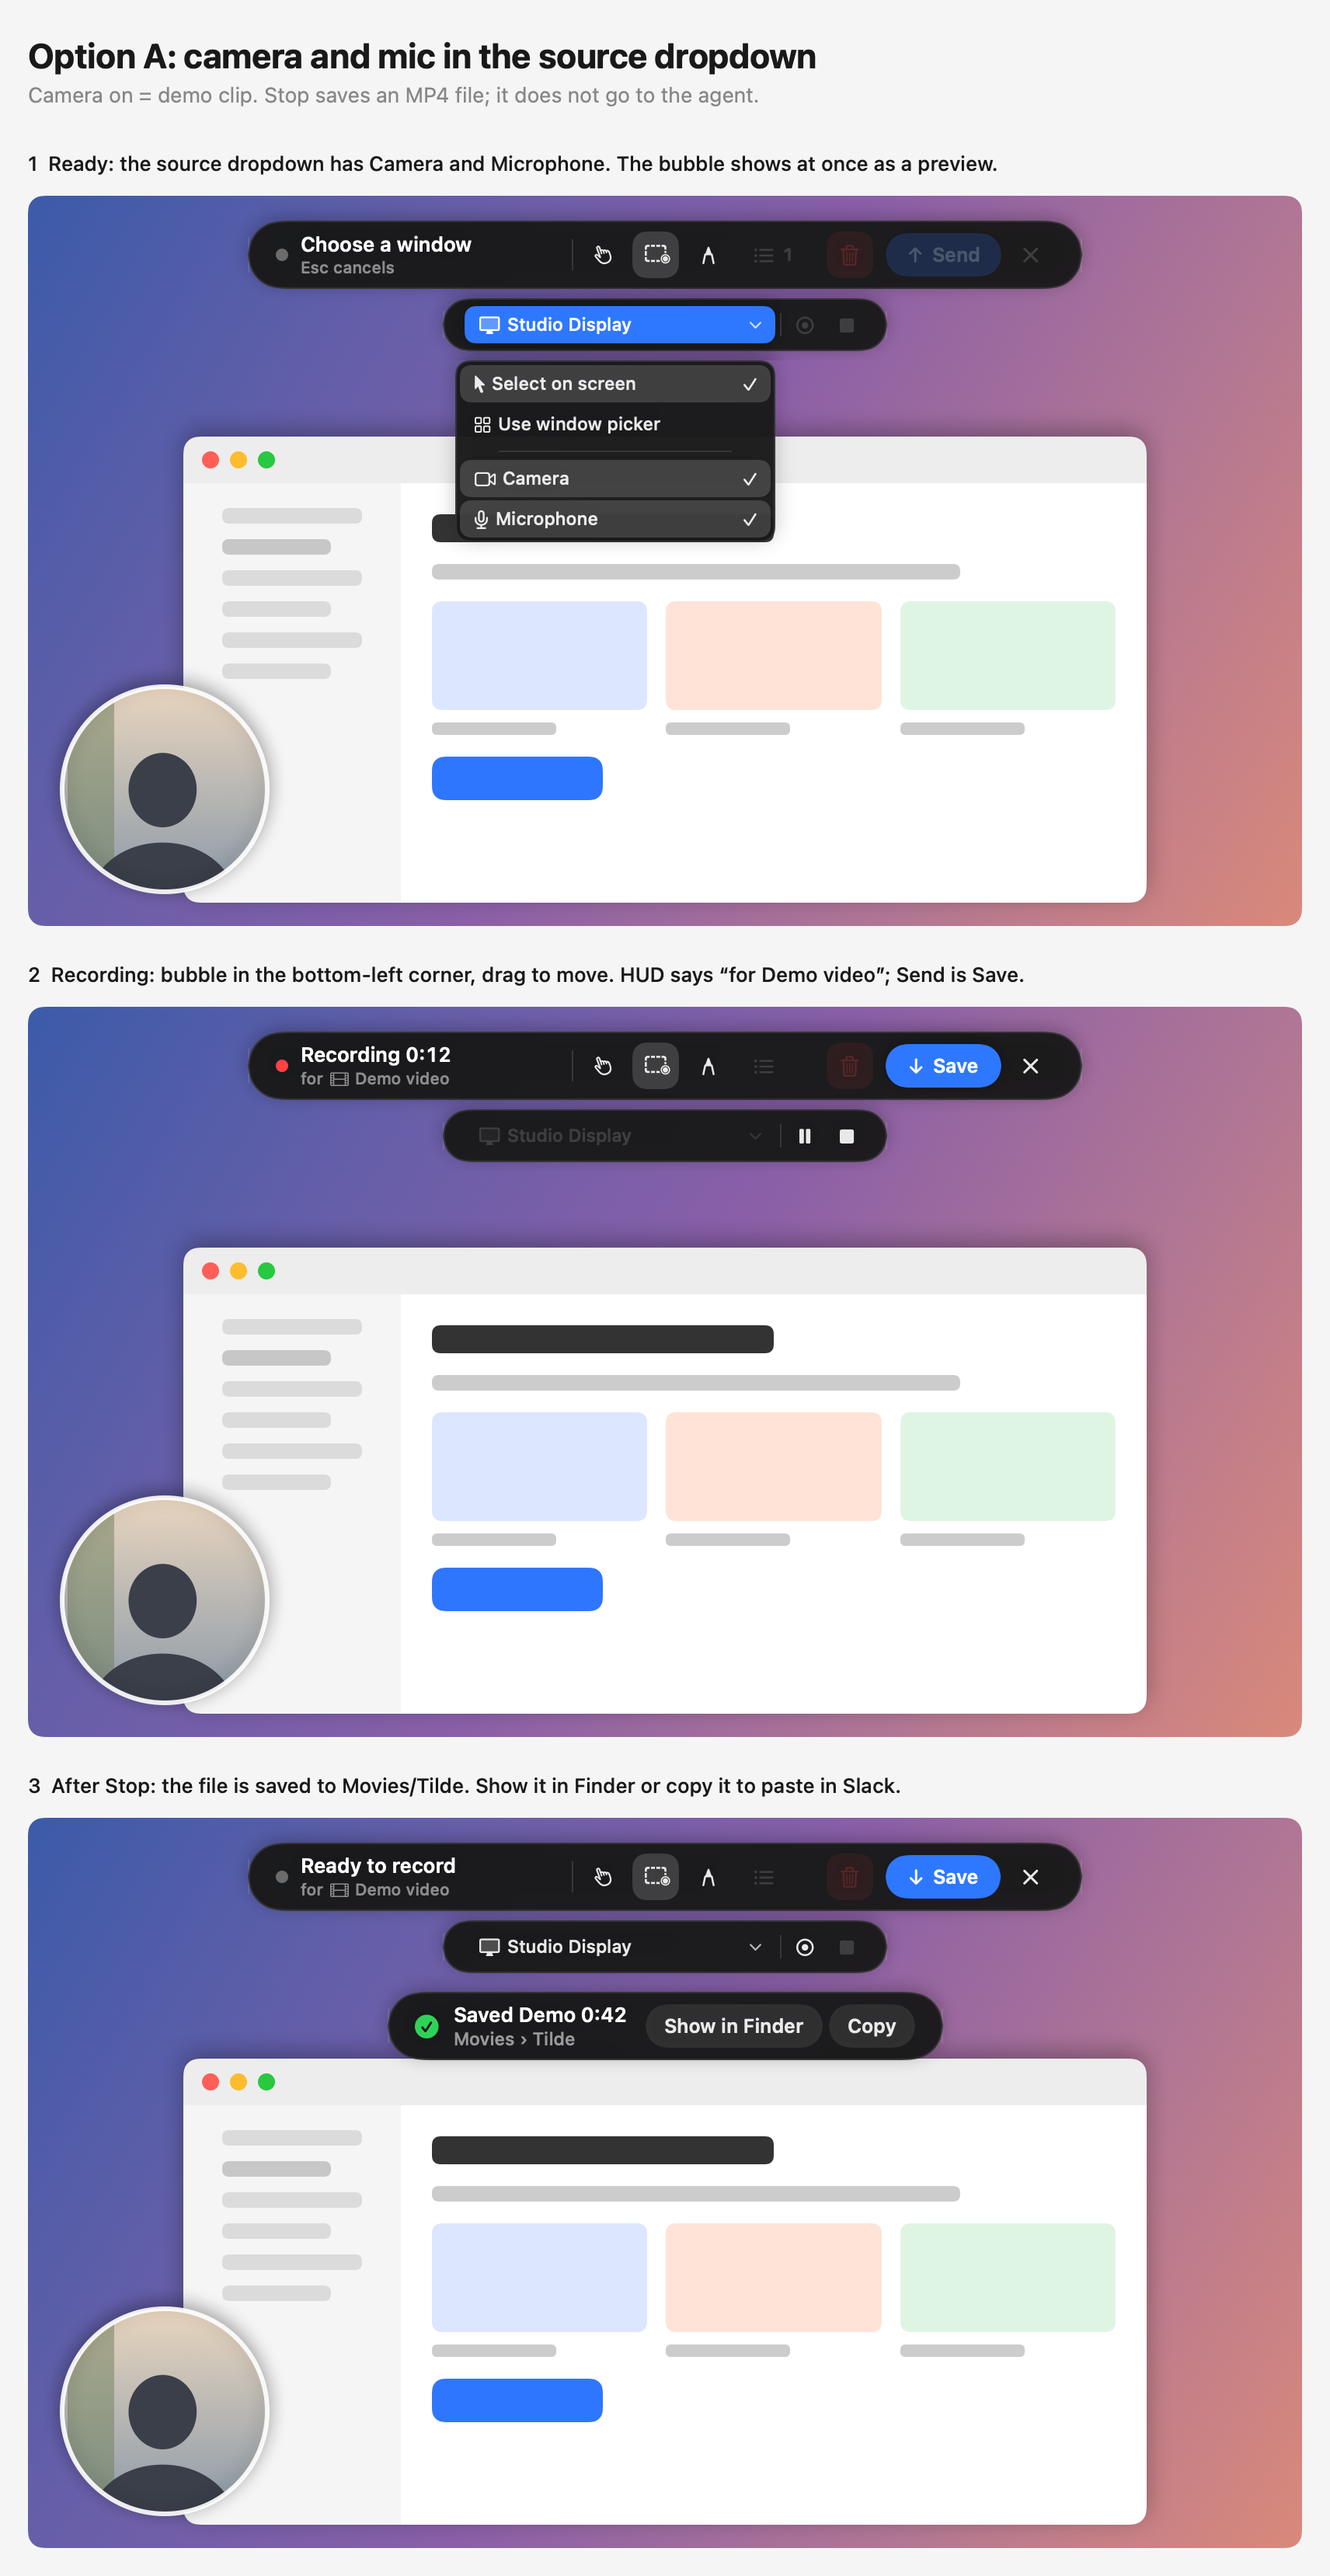 Option A: camera and mic in the source dropdown
Camera on = demo clip. Stop saves an MP4 file; it does not go to the agent.
1 Ready: the source dropdown has Camera and Microphone. The bubble shows at once as a preview.
Choose a window
Esc cancels
1
Send
Studio Display
Select on screen
Use window picker
Camera
Microphone
2 Recording: bubble in the bottom-left corner, drag to move. HUD says “for Demo video”; Send is Save.
Recording 0:12
for Demo video
Save
Studio Display
3 After Stop: the file is saved to Movies/Tilde. Show it in Finder or copy it to paste in Slack.
Ready to record
for Demo video
Save
Studio Display
Saved Demo 0:42
Movies › Tilde
Show in Finder
Copy